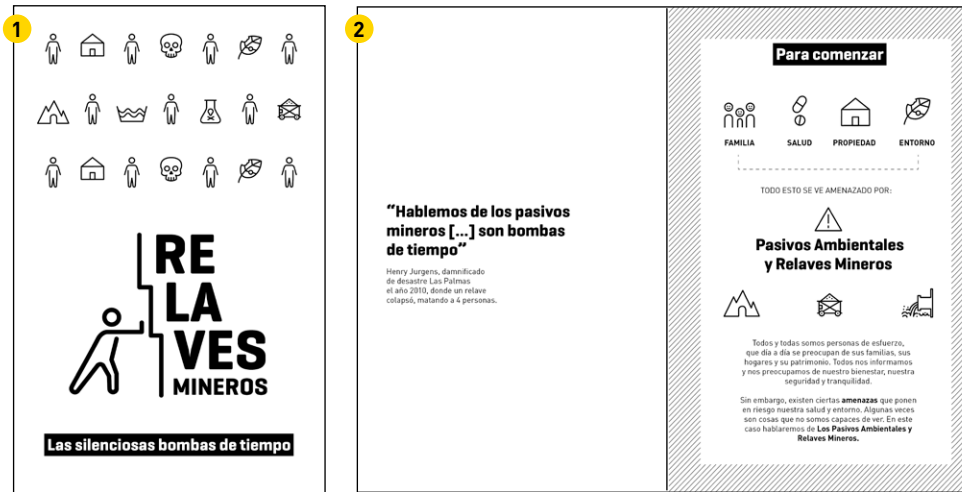 1
RE
LA
VES
MINEROS
Las silenciosas bombas de tiempo
2
“Hablemos de los pasivos
mineros [...] son bombas
de tiempo”
Henry Jurgens, damnificado
de desastre Las Palmas
el año 2010, donde un relave
colapsó, matando a 4 personas.
Para comenzar
FAMILIA SALUD PROPIEDAD ENTORNO
TODO ESTO SE VE AMENAZADO POR:
Pasivos Ambientales
y Relaves Mineros
Todos y todas somos personas de esfuerzo,
que día a día se preocupan de sus familias, sus
hogares y su patrimonio. Todos nos informamos
y nos preocupamos de nuestro bienestar, nuestra
seguridad y tranquilidad.
Sin embargo, existen ciertas amenazas que ponen
en riesgo nuestra salud y entorno. Algunas veces
son cosas que no somos capaces de ver. En este
caso hablaremos de Los Pasivos Ambientales y
Relaves Mineros.